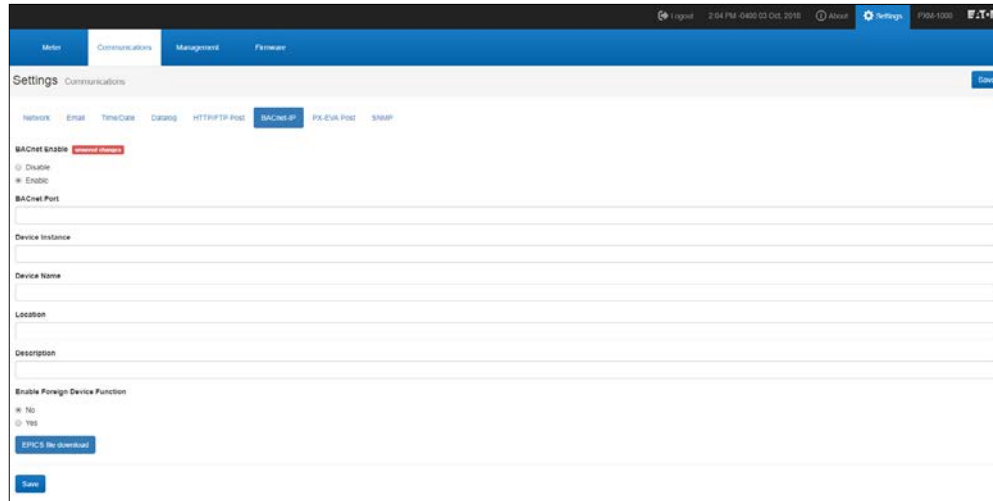 Logout 2:04 PM -0400 03 Oct, 2018 About Settings PXM-1000
Meter Communications Management Firmware
Settings Communications Save
Network Email Time/Date Datalog HTTP/FTP Post BACnet-IP PX-EVA Post SNMP
BACnet Enable unsaved changes
Disable
Enable
BACnet Port
Device Instance
Device Name
Location
Description
Enable Foreign Device Function
No
Yes
EPICS file download
Save